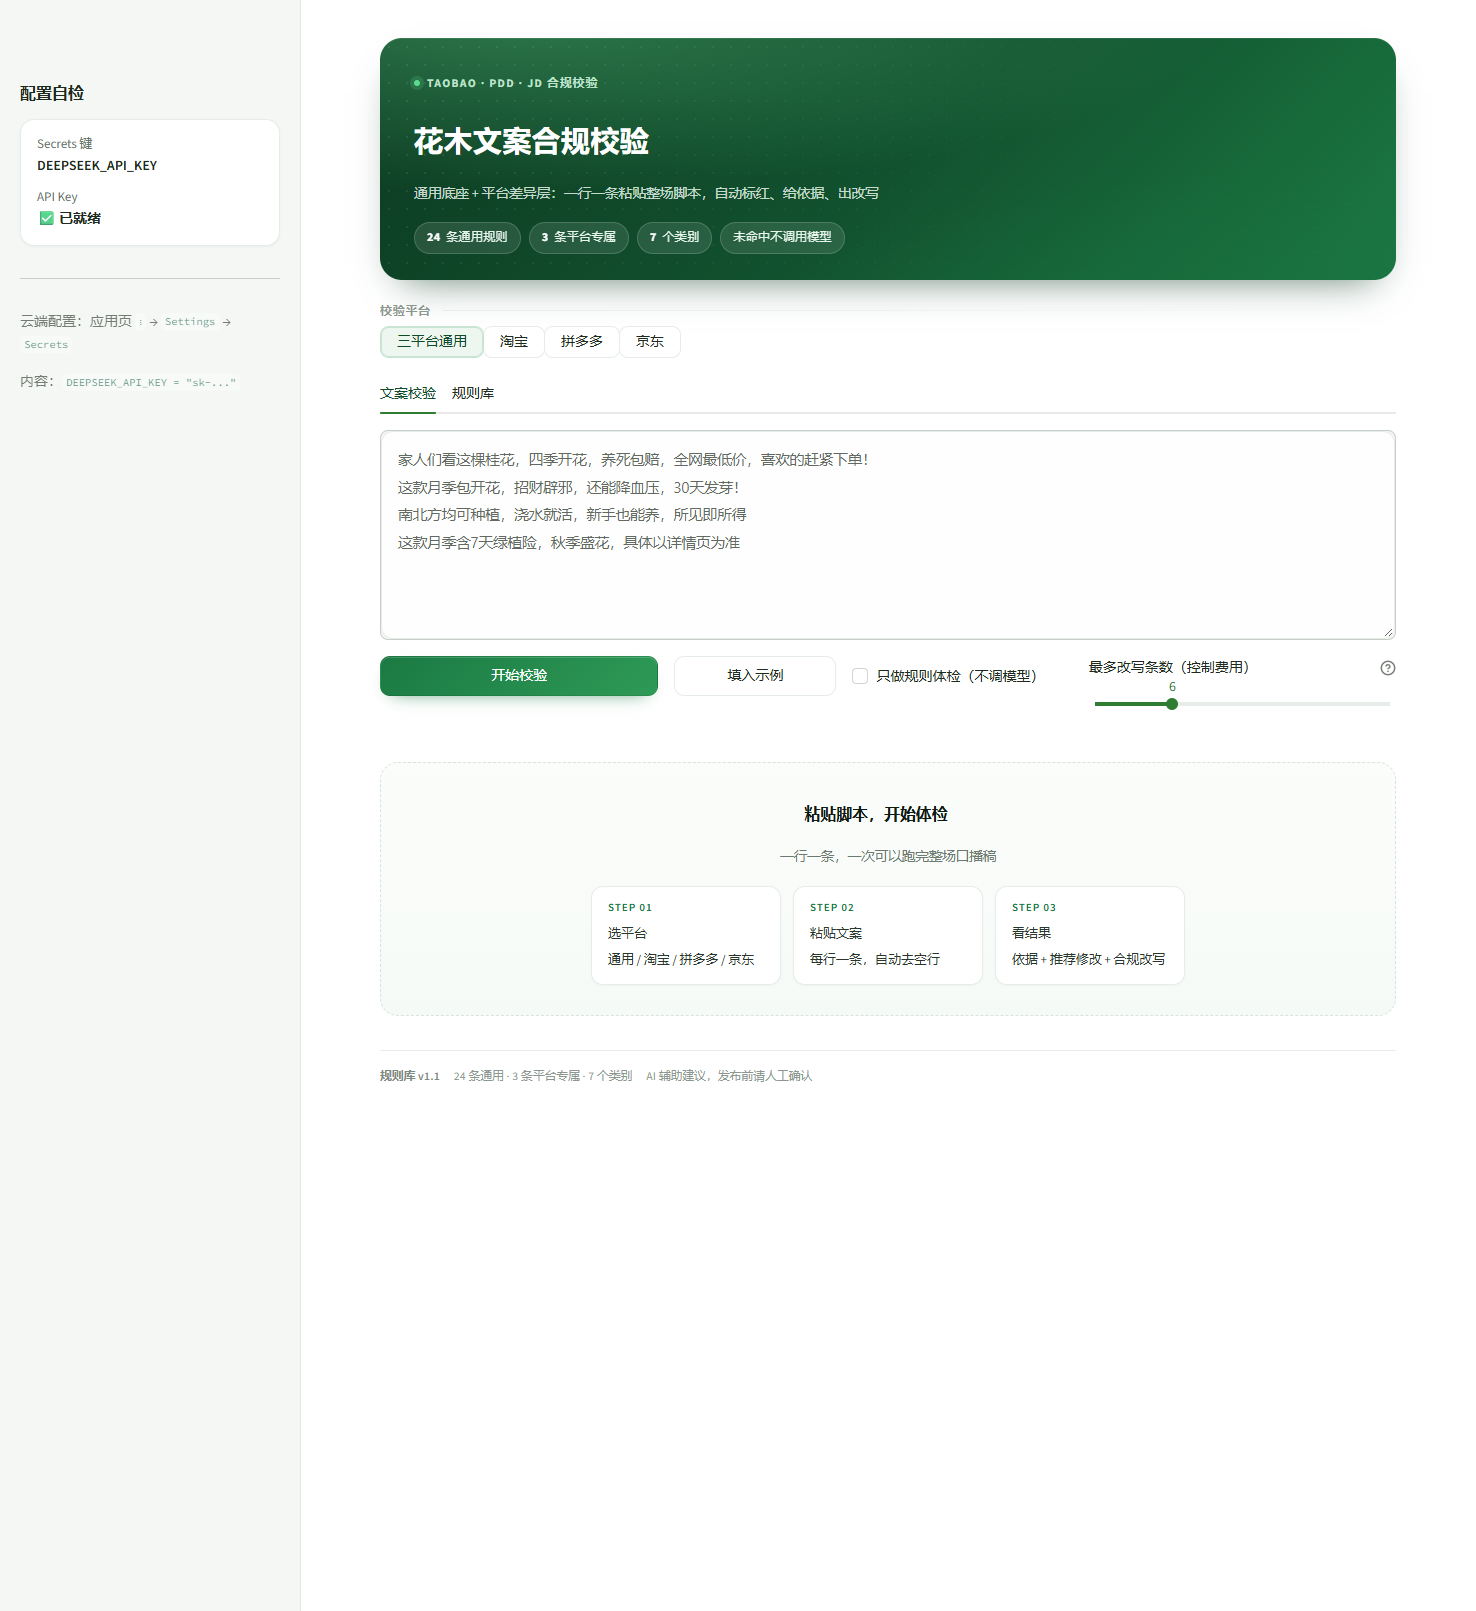 配置自检
Secrets 键
DEEPSEEK_API_KEY
API Key
✅ 已就绪
云端配置：应用页 ⋮ → Settings →
Secrets
内容： DEEPSEEK_API_KEY = "sk-..."
TAOBAO · PDD · JD 合规校验
花木文案合规校验
通用底座 + 平台差异层：一行一条粘贴整场脚本，自动标红、给依据、出改写
24 条通用规则
3 条平台专属
7 个类别
未命中不调用模型
校验平台
三平台通用
淘宝
拼多多
京东
文案校验
规则库
家人们看这棵桂花，四季开花，养死包赔，全网最低价，喜欢的赶紧下单！
这款月季包开花，招财辟邪，还能降血压，30天发芽！
南北方均可种植，浇水就活，新手也能养，所见即所得
这款月季含7天绿植险，秋季盛花，具体以详情页为准
开始校验
填入示例
只做规则体检（不调模型）
最多改写条数（控制费用）
6
粘贴脚本，开始体检
一行一条，一次可以跑完整场口播稿
STEP 01
选平台
通用 / 淘宝 / 拼多多 / 京东
STEP 02
粘贴文案
每行一条，自动去空行
STEP 03
看结果
依据 + 推荐修改 + 合规改写
规则库 v1.1
24 条通用 · 3 条平台专属 · 7 个类别
AI 辅助建议，发布前请人工确认